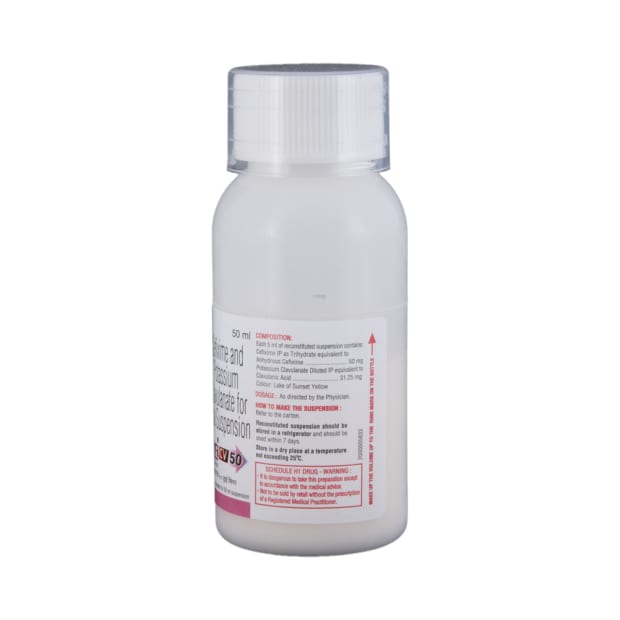 50 ml
and
for
Suspension
CV 50
COMPOSITION:
Each 5 ml of reconstituted suspension contains:
Cefixime IP as Trihydrate equivalent to
Anhydrous Cefixime ........................ 50 mg
Potassium Clavulanate Diluted IP equivalent to
Clavulanic Acid ........................ 31.25 mg
Colour: Lake of Sunset Yellow
DOSAGE : As directed by the Physician.
HOW TO MAKE THE SUSPENSION :
Refer to the carton.
Reconstituted suspension should be
stored in a refrigerator and should be
used within 7 days.
Store in a dry place at a temperature
not exceeding 25°C.
SCHEDULE H1 DRUG - WARNING :
- It is dangerous to take this preparation except
in accordance with the medical advice.
- Not to be sold by retail without the prescription
of a Registered Medical Practitioner.
MAKE UP THE VOLUME UP TO THE RING MARK ON THE BOTTLE